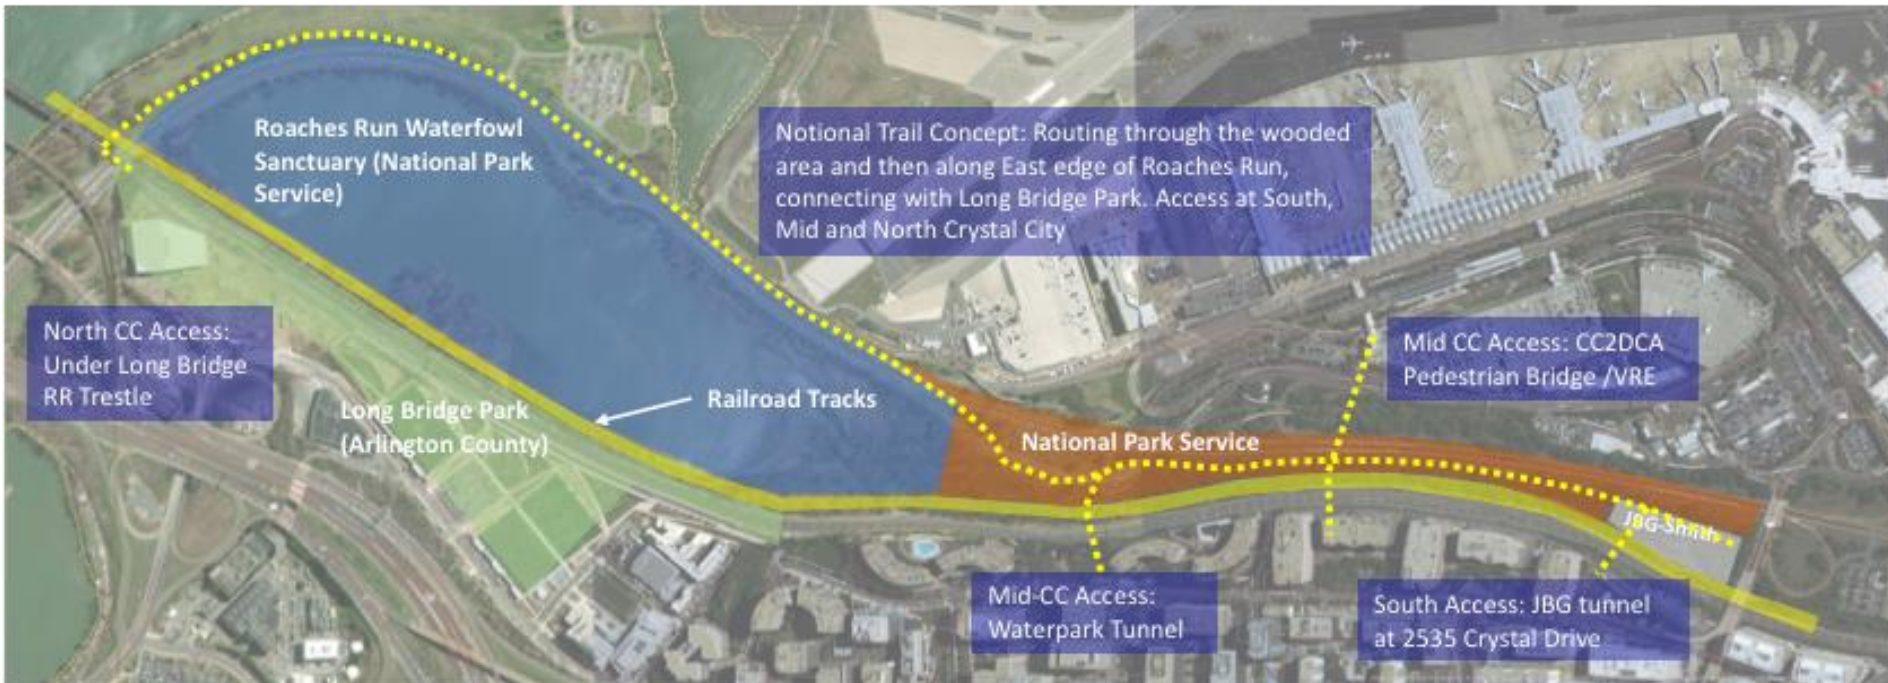 Roaches Run Waterfowl
Sanctuary (National Park
Service)
Notional Trail Concept: Routing through the wooded
area and then along East edge of Roaches Run,
connecting with Long Bridge Park. Access at South,
Mid and North Crystal City
North CC Access:
Under Long Bridge
RR Trestle
Long Bridge Park
(Arlington County)
Railroad Tracks
National Park Service
Mid CC Access: CC2DCA
Pedestrian Bridge /VRE
JBG-Smith
Mid-CC Access:
Waterpark Tunnel
South Access: JBG tunnel
at 2535 Crystal Drive